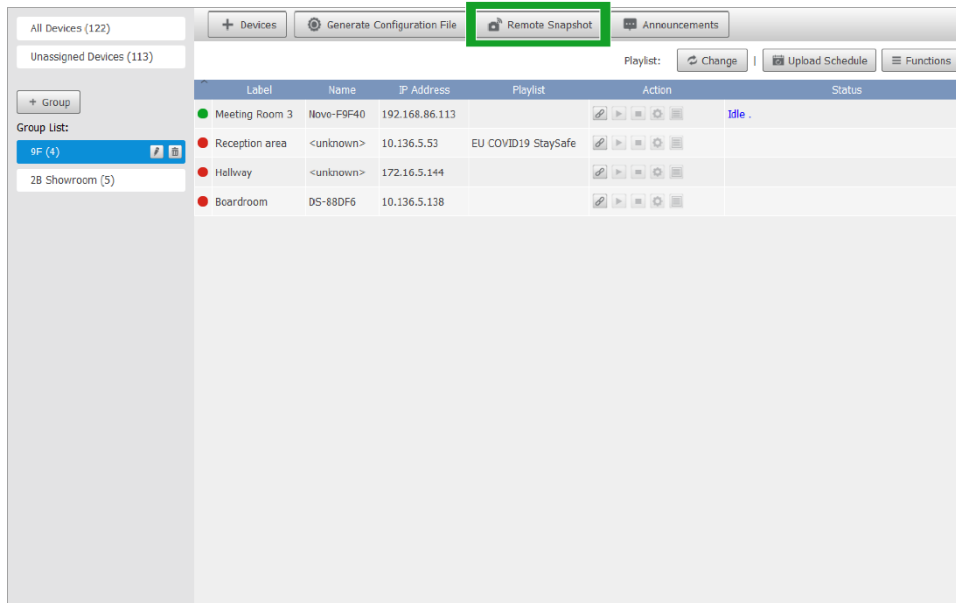 All Devices (122)
Unassigned Devices (113)
+ Group
Group List:
9F (4)
2B Showroom (5)
+ Devices
Generate Configuration File
Remote Snapshot
Announcements
Playlist: Change | Upload Schedule Functions
Label Name IP Address Playlist Action Status
Meeting Room 3 Novo-F9F40 192.168.86.113 Idle .
Reception area <unknown> 10.136.5.53 EU COVID19 StaySafe
Hallway <unknown> 172.16.5.144
Boardroom DS-88DF6 10.136.5.138